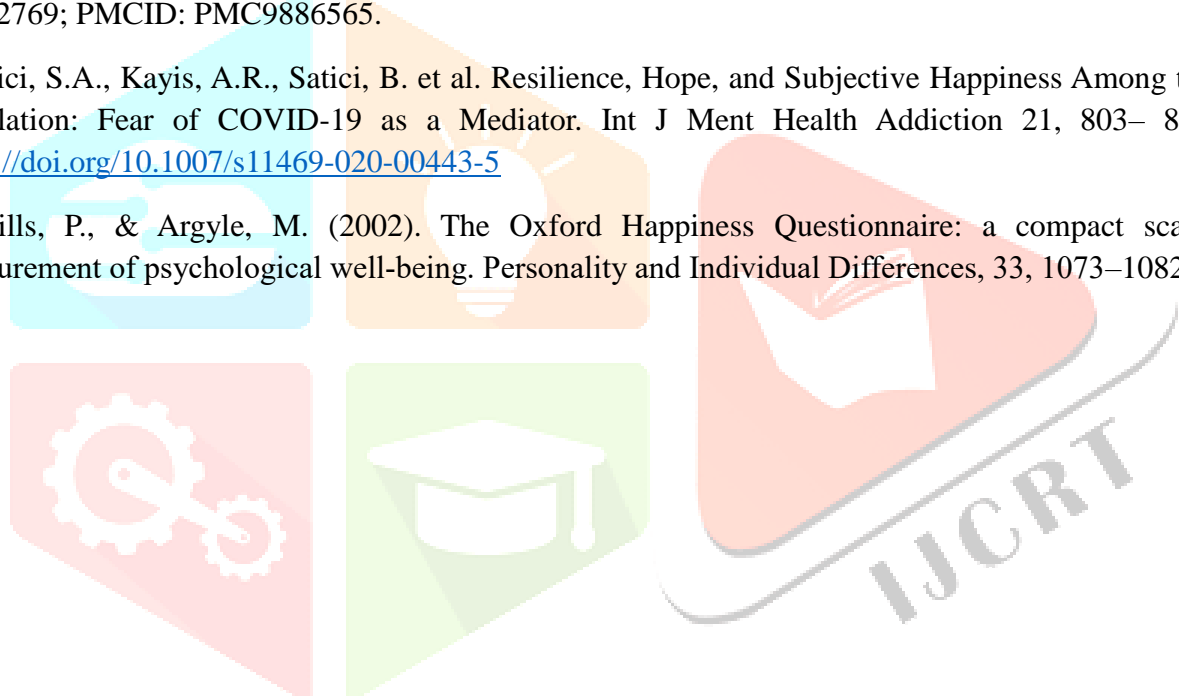 2769; PMCID: PMC9886565.
ici, S.A., Kayis, A.R., Satici, B. et al. Resilience, Hope, and Subjective Happiness Among t
lation: Fear of COVID-19 as a Mediator. Int J Ment Health Addiction 21, 803– 8
://doi.org/10.1007/s11469-020-00443-5
ills, P., & Argyle, M. (2002). The Oxford Happiness Questionnaire: a compact sca
urement of psychological well-being. Personality and Individual Differences, 33, 1073–1082
IJCRT